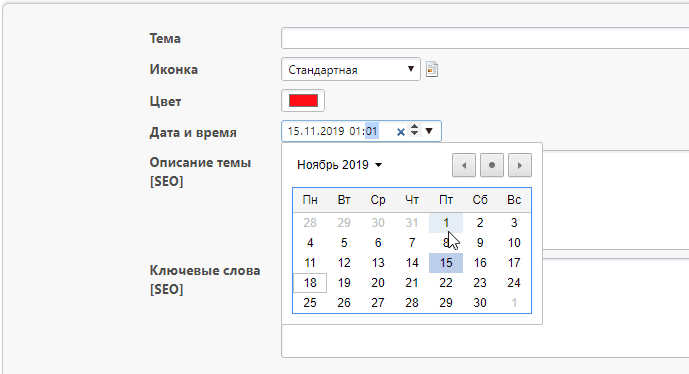 Тема
Иконка
Стандартная
Цвет
Дата и время
15.11.2019 01:01
Описание темы
[SEO]
Ноябрь 2019
Пн Вт Ср Чт Пт Сб Вс
28 29 30 31 1 2 3
4 5 6 7 8 9 10
11 12 13 14 15 16 17
18 19 20 21 22 23 24
25 26 27 28 29 30 1
Ключевые слова
[SEO]